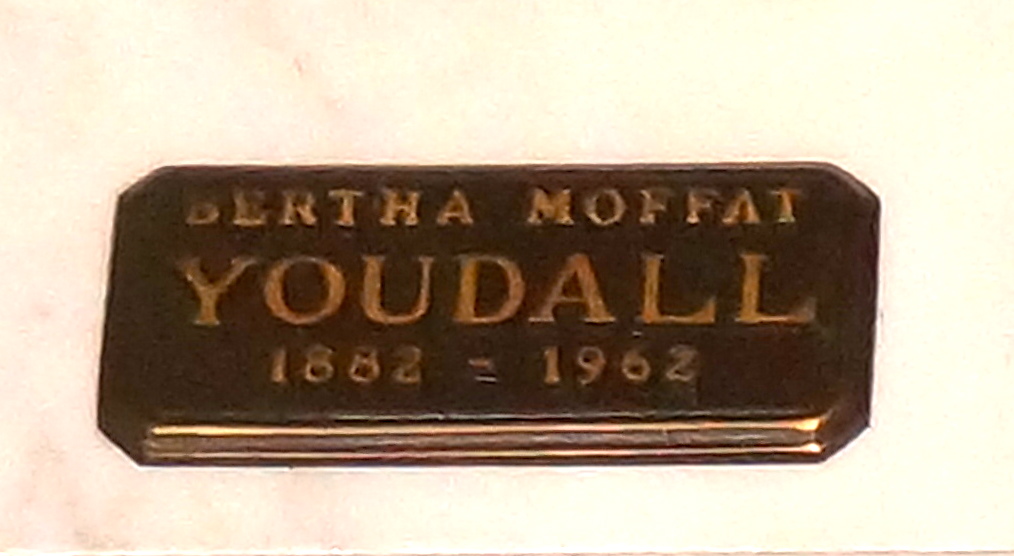 BERTHA MOFFAT
YOUDALL
1882 - 1962